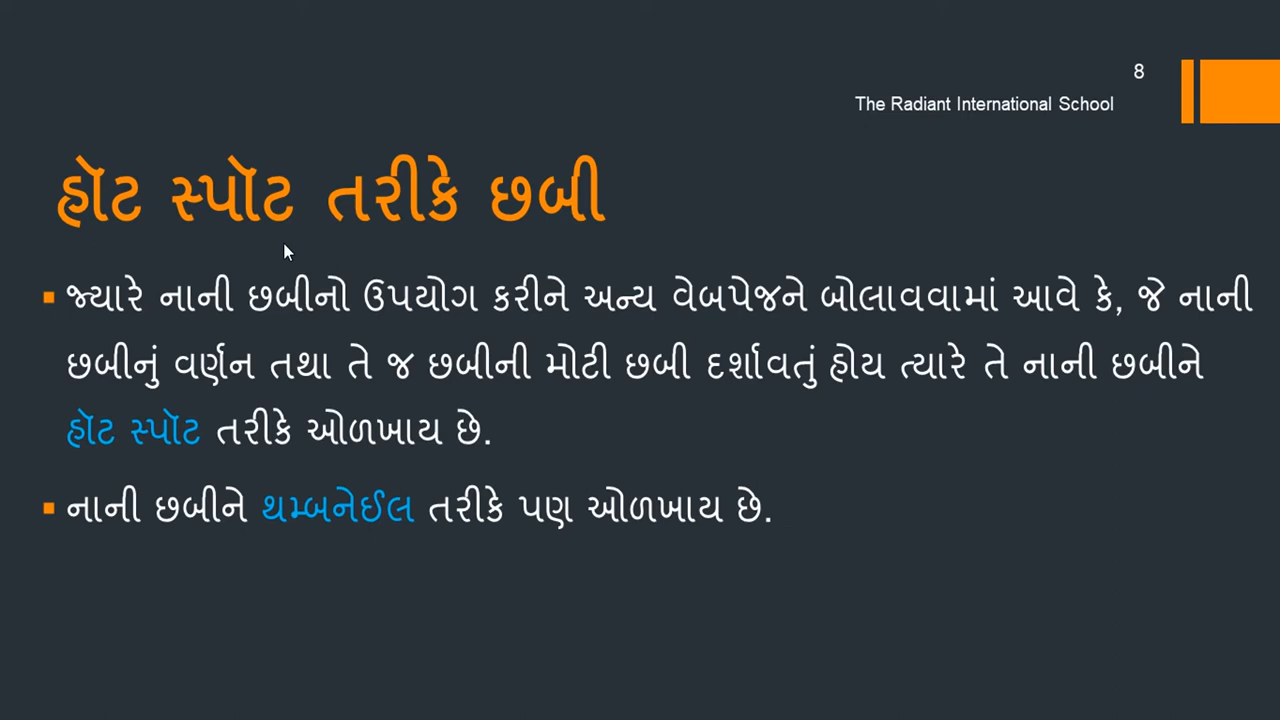 8
The Radiant International School
હૉટ સ્પૉટ તરીકે છબી
જ્યારે નાની છબીનો ઉપયોગ કરીને અન્ય વેબપેજને બોલાવવામાં આવે કે, જે નાની
છબીનું વર્ણન તથા તે જ છબીની મોટી છબી દર્શાવતું હોય ત્યારે તે નાની છબીને
હૉટ સ્પૉટ તરીકે ઓળખાય છે.
નાની છબીને થમ્બનેઈલ તરીકે પણ ઓળખાય છે.